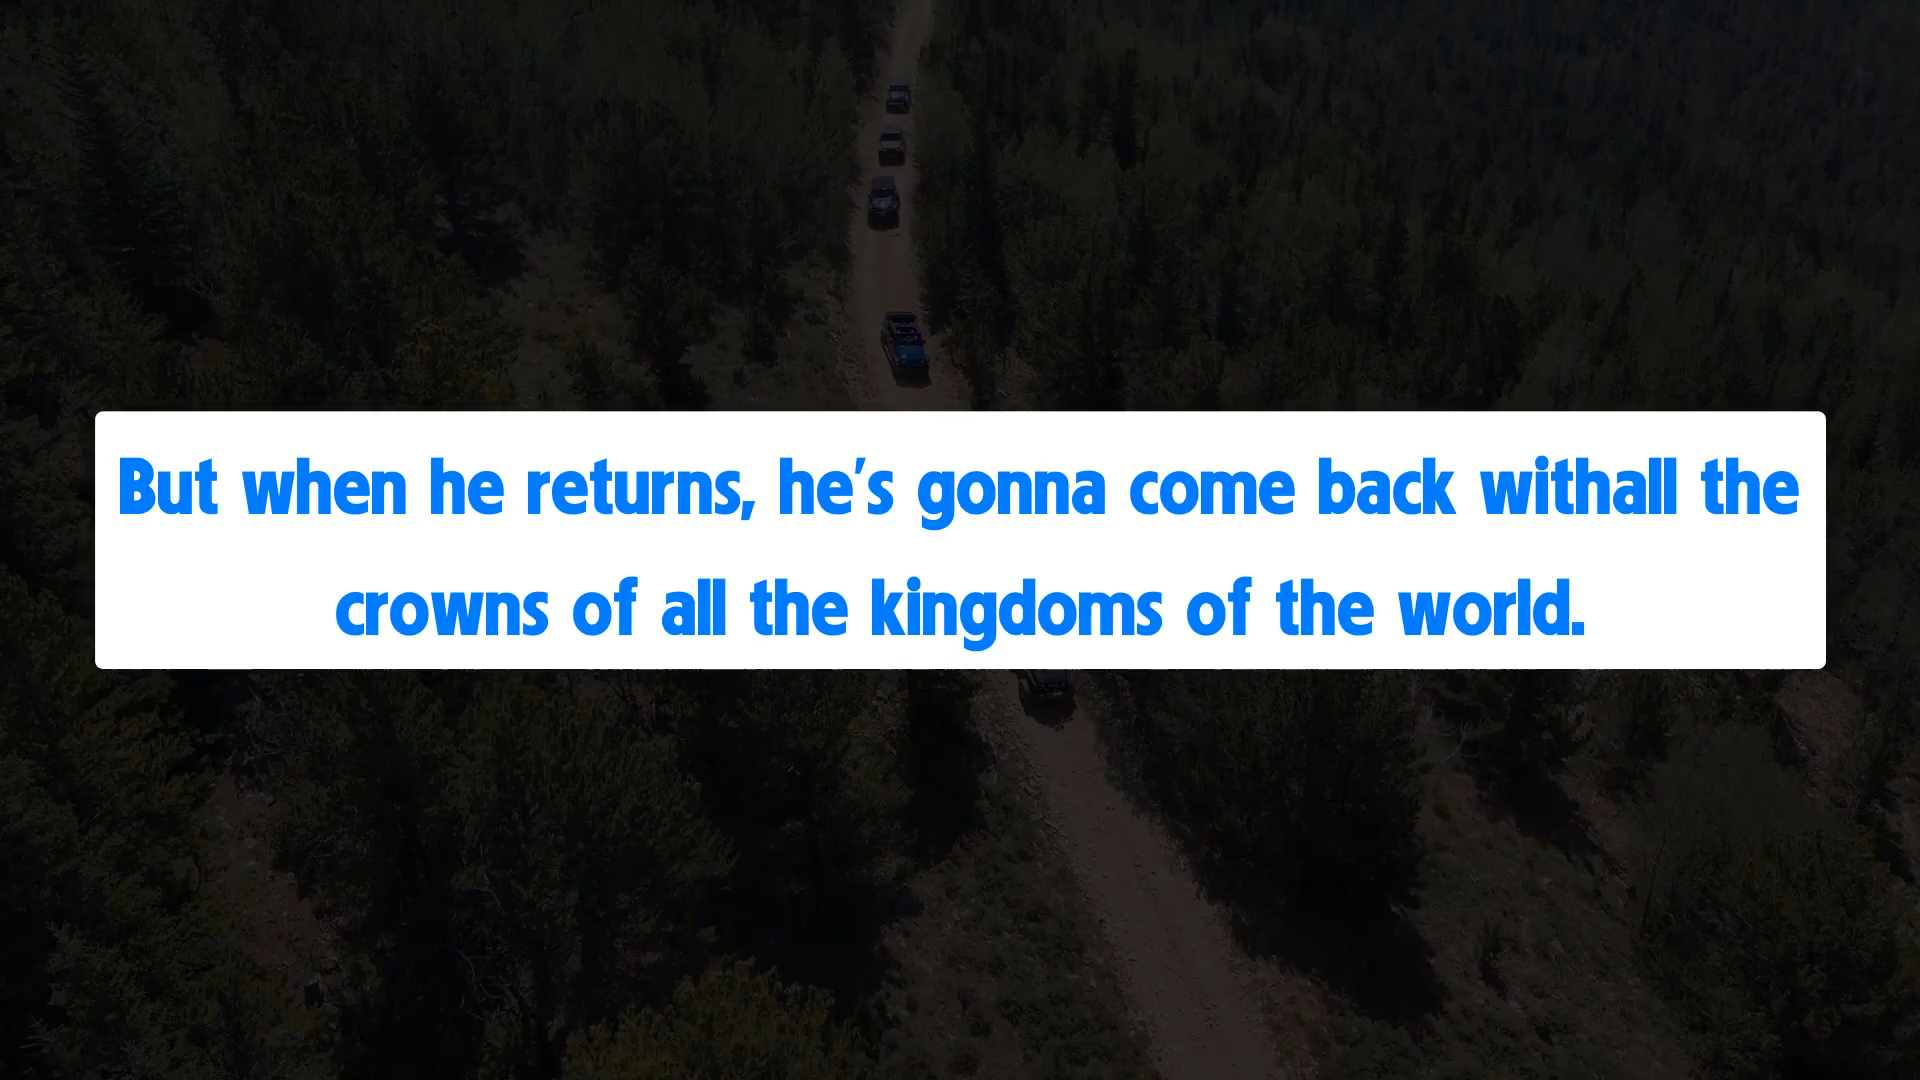 But when he returns, he's gonna come back withall the
crowns of all the kingdoms of the world.